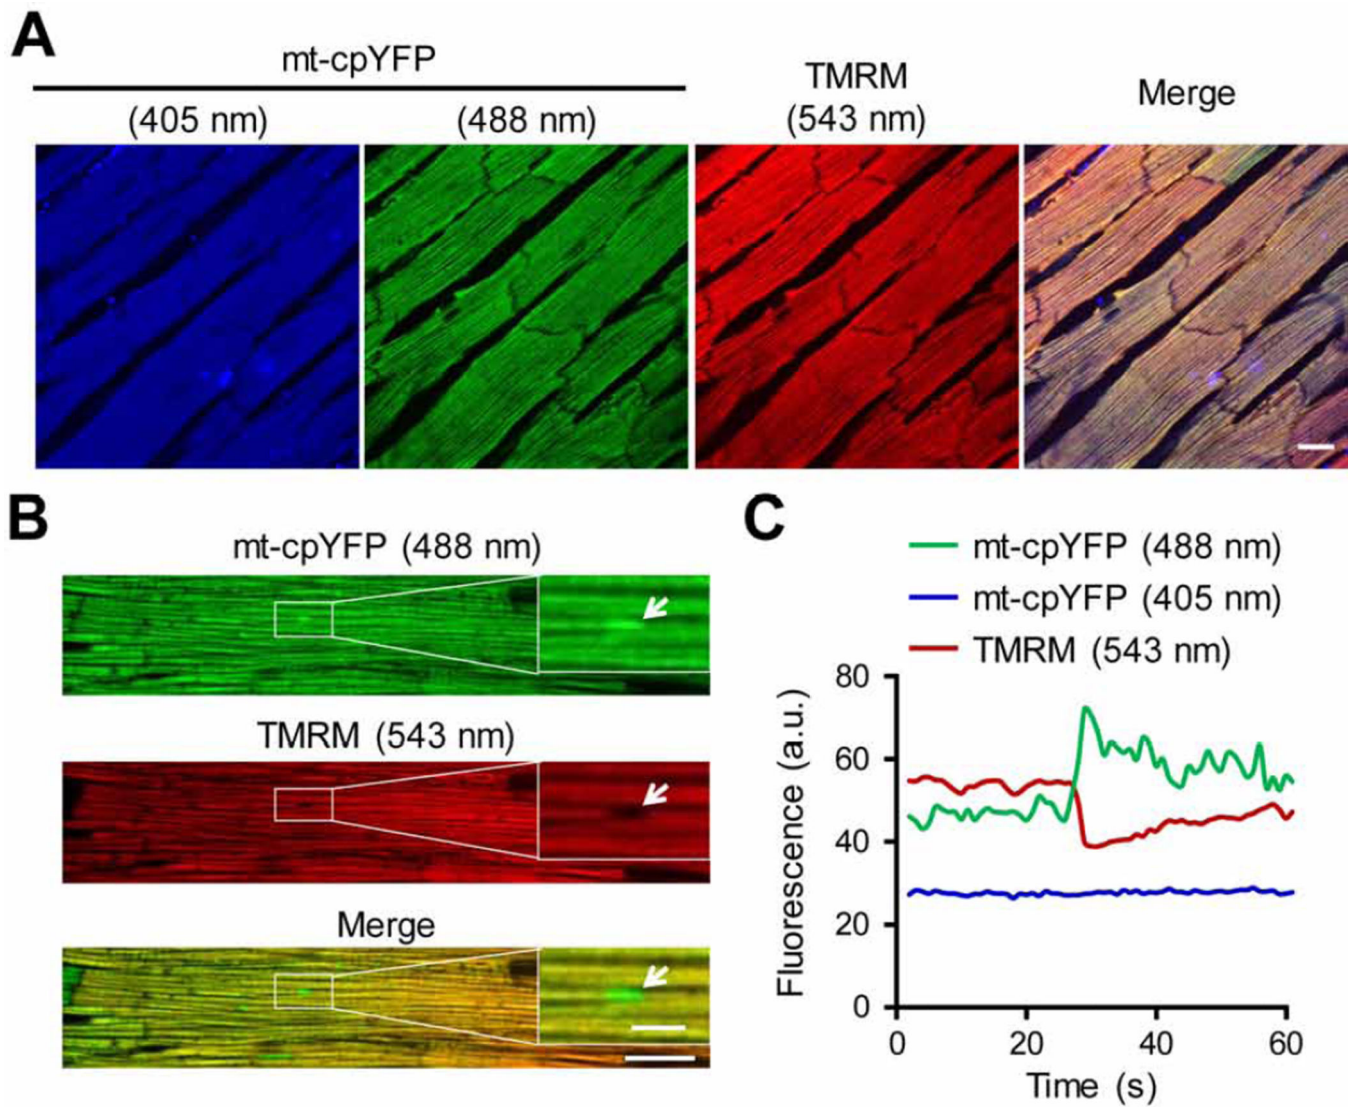 A
mt-cpYFP
(405 nm)
(488 nm)
TMRM
(543 nm)
Merge
B
mt-cpYFP (488 nm)
TMRM (543 nm)
Merge
C
mt-cpYFP (488 nm)
mt-cpYFP (405 nm)
TMRM (543 nm)
80
60
40
20
0
Fluorescence (a.u.)
0
20
40
60
Time (s)